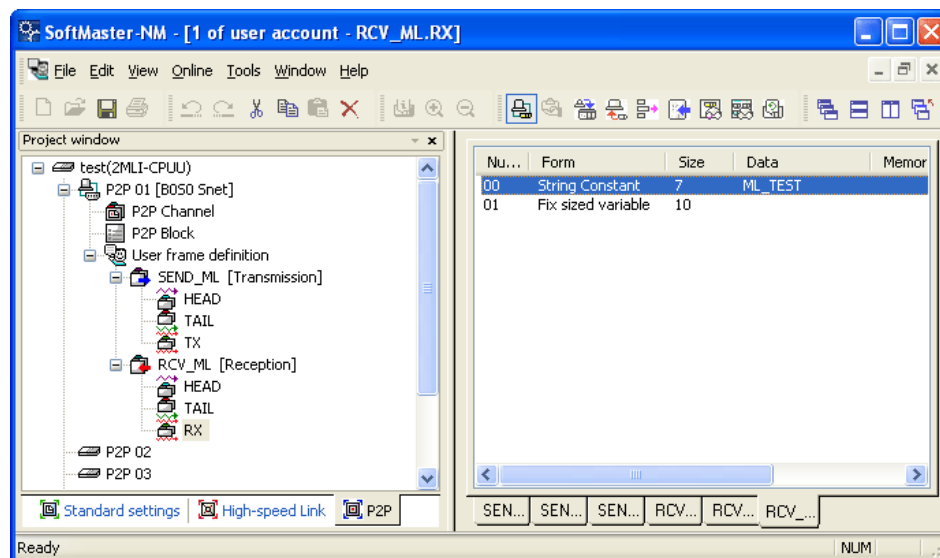 SoftMaster-NM - [1 of user account - RCV_ML.RX]
File Edit View Online Tools Window Help
Project window
test(2MLI-CPUU)
P2P 01 [B0S0 Snet]
P2P Channel
P2P Block
User frame definition
SEND_ML [Transmission]
HEAD
TAIL
TX
RCV_ML [Reception]
HEAD
TAIL
RX
P2P 02
P2P 03
Standard settings High-speed Link P2P
Nu... Form Size Data Memor
00 String Constant 7 ML_TEST
01 Fix sized variable 10
SEN... SEN... SEN... RCV... RCV... RCV_...
Ready NUM